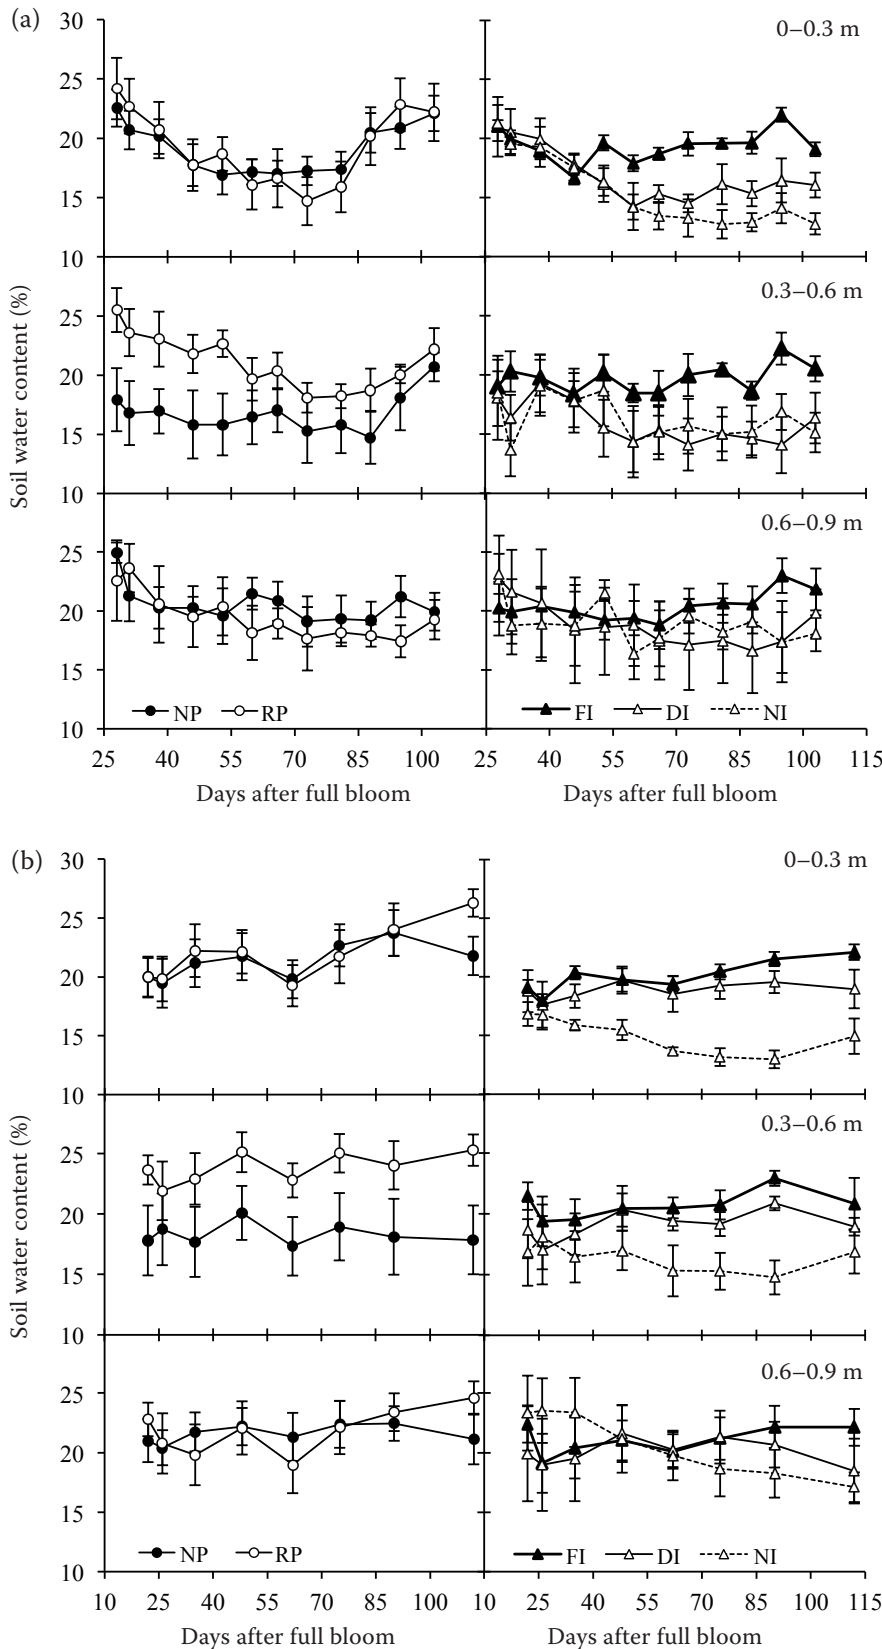 (a)
30
0–0.3 m
25
20
15
10
0.3–0.6 m
25
20
15
10
Soil water content (%)
0.6–0.9 m
25
20
15
NP RP
FI DI NI
10
25 40 55 70 85 100 25 40 55 70 85 100 115
Days after full bloom Days after full bloom
(b)
30
0–0.3 m
25
20
15
10
0.3–0.6 m
25
20
15
10
Soil water content (%)
0.6–0.9 m
25
20
15
NP RP
FI DI NI
10
10 25 40 55 70 85 100 10 25 40 55 70 85 100 115
Days after full bloom Days after full bloom